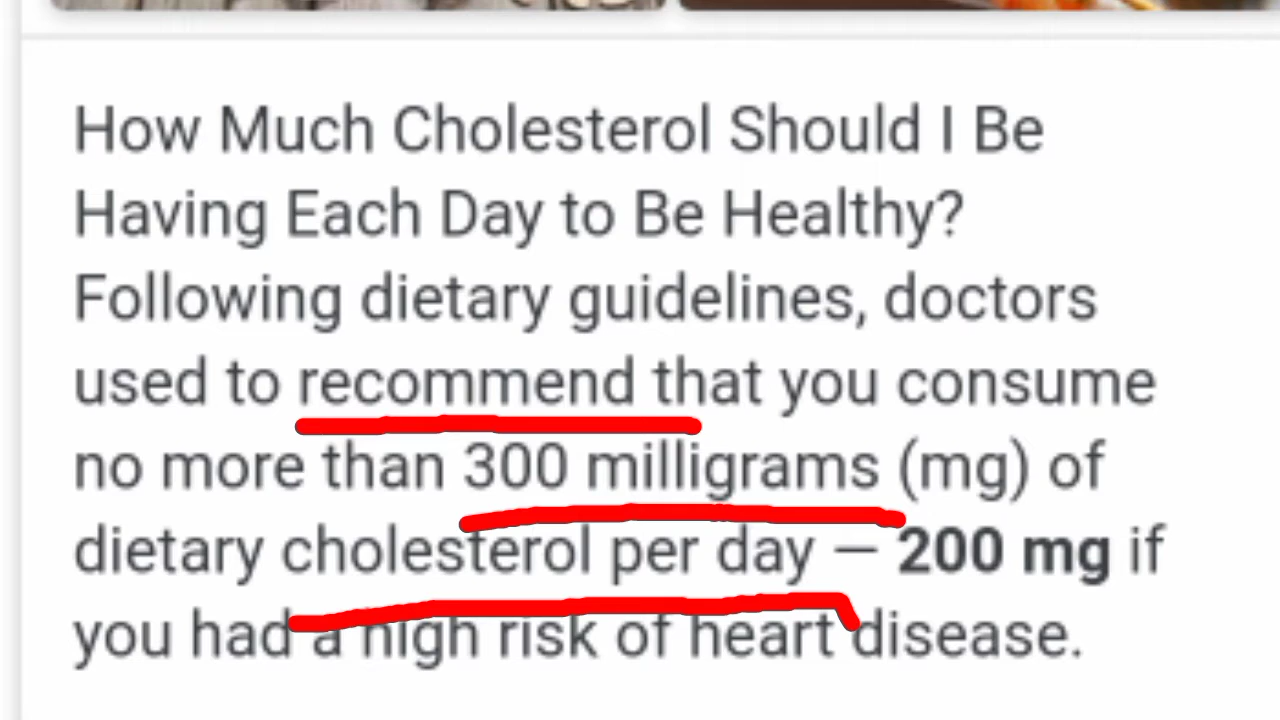 How Much Cholesterol Should I Be
Having Each Day to Be Healthy?
Following dietary guidelines, doctors
used to recommend that you consume
no more than 300 milligrams (mg) of
dietary cholesterol per day — 200 mg if
you had a high risk of heart disease.